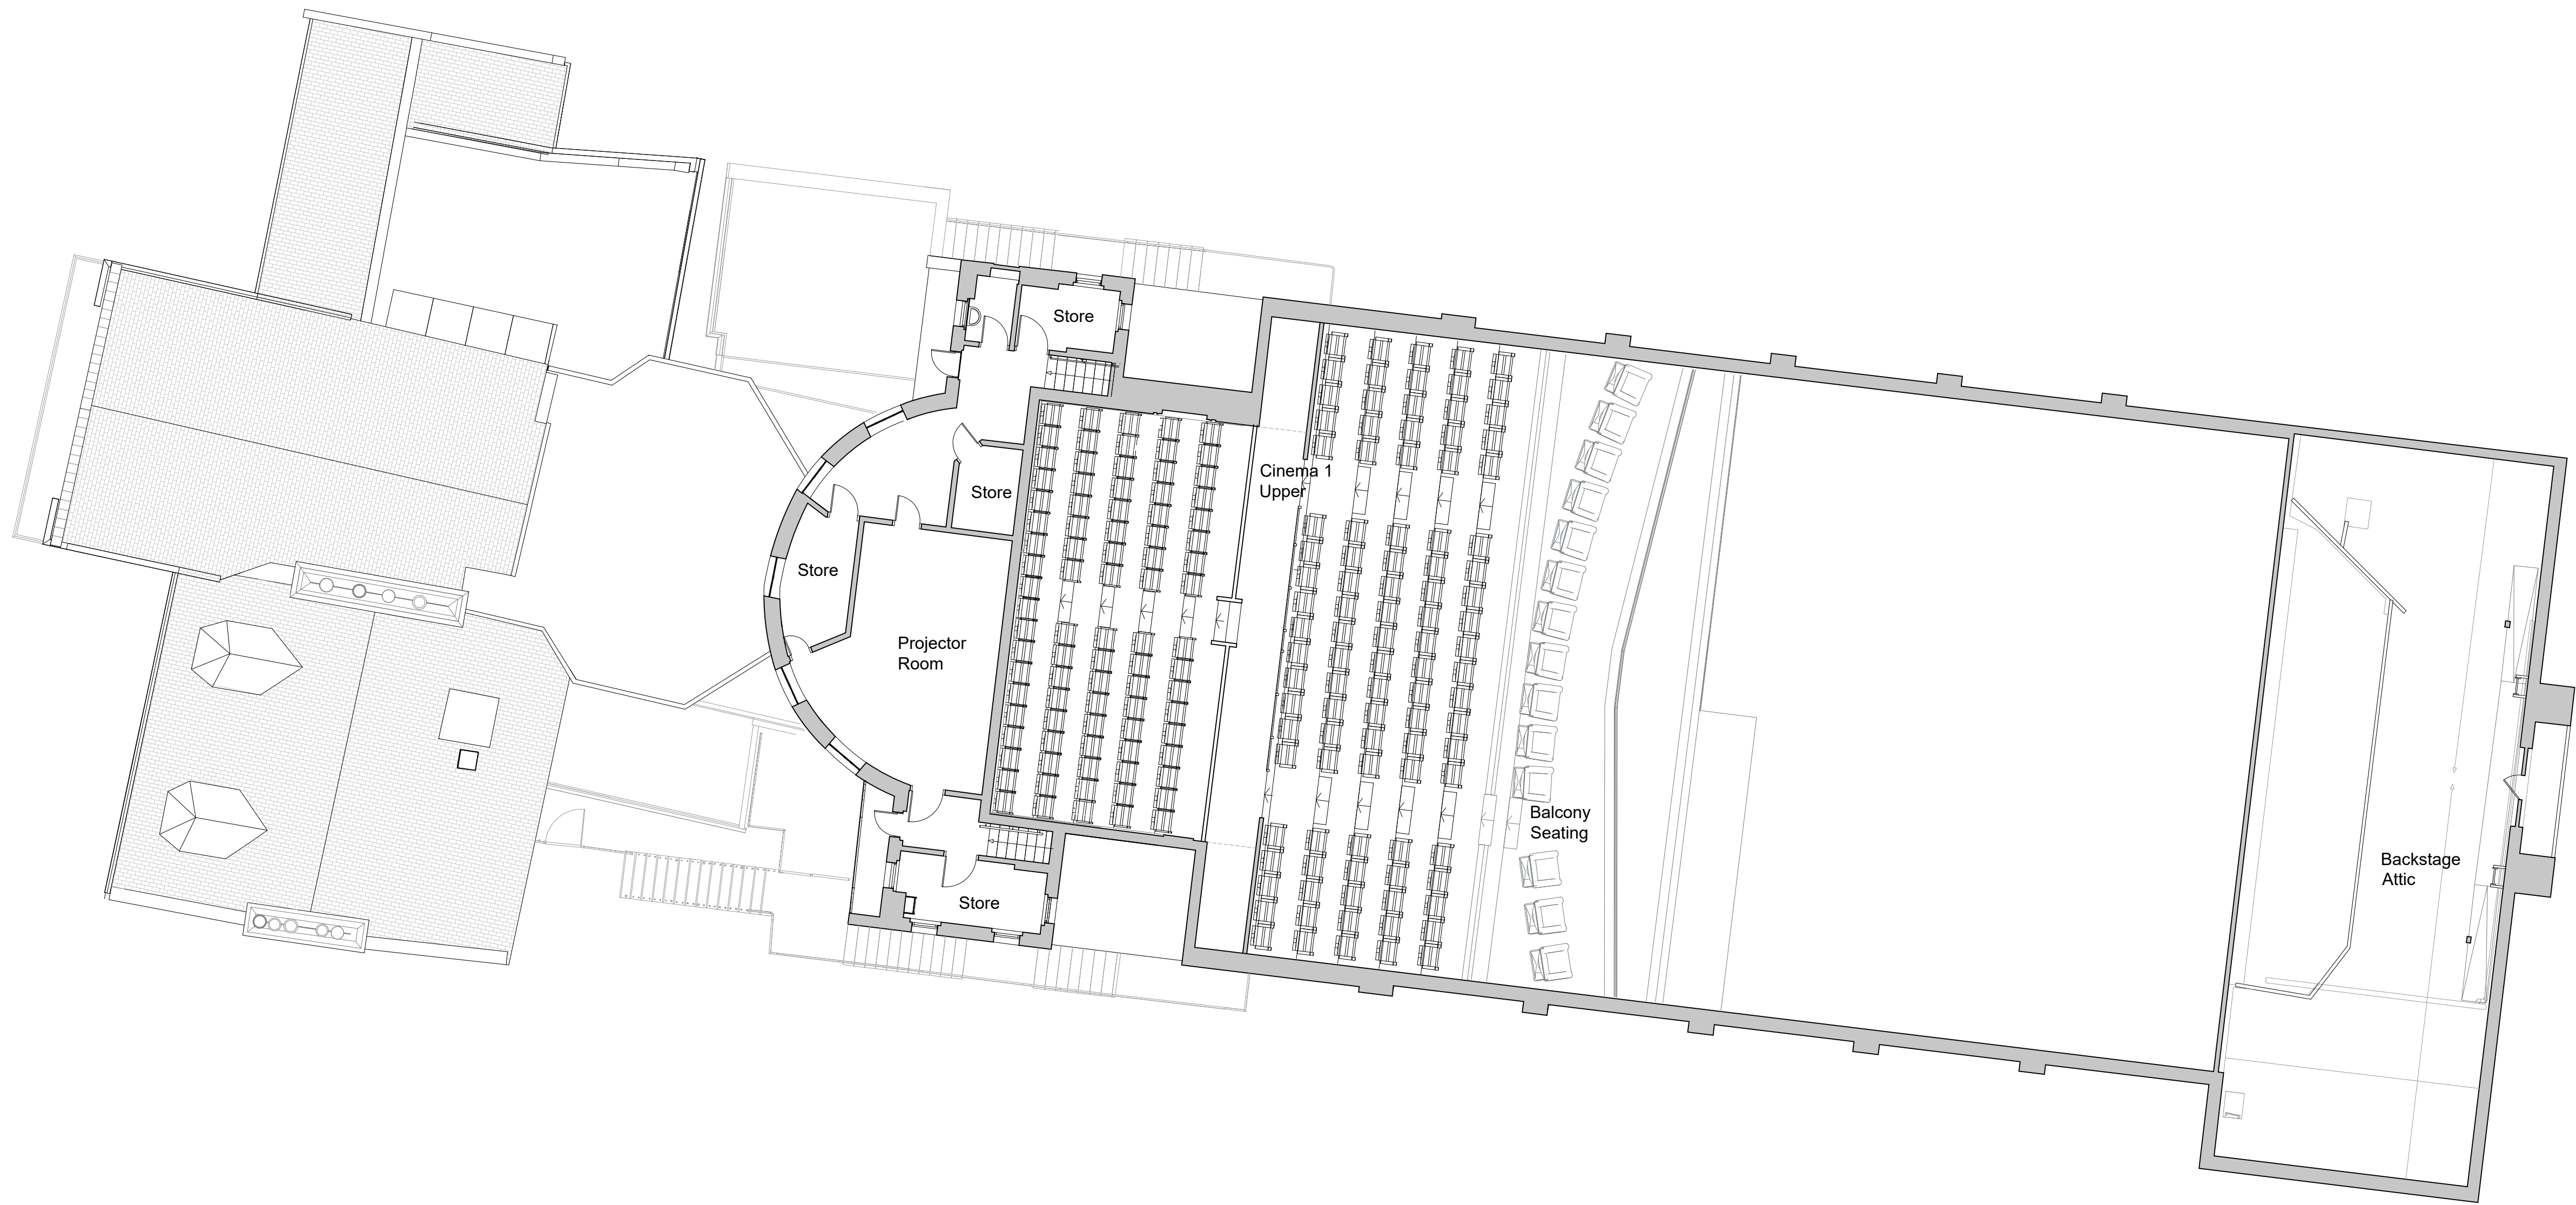 Store
Cinema 1
Upper
Store
Store
Projector
Room
Balcony
Seating
Backstage
Attic
Store